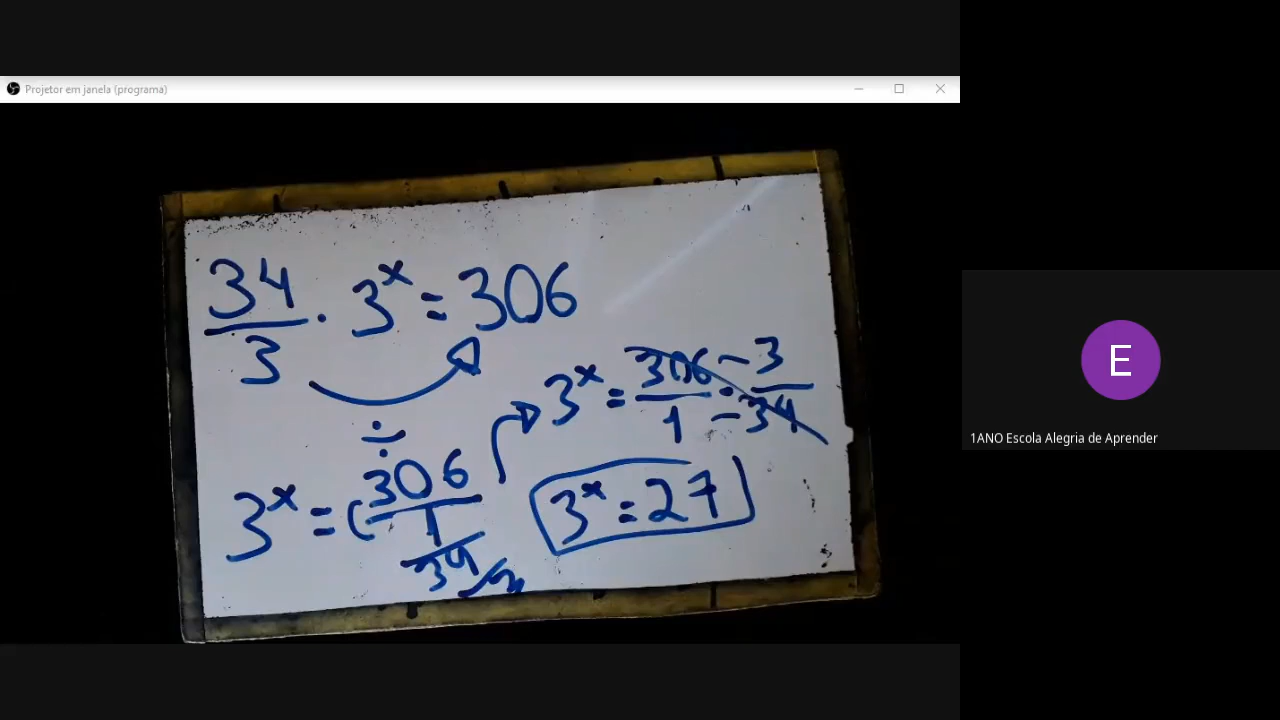 Projetor em janela (programa)
34/3 · 3^x = 306
÷
3^x = (306/1 / 34/3
3^x = 306/1 · 3/34
3^x = 27
E
1ANO Escola Alegria de Aprender